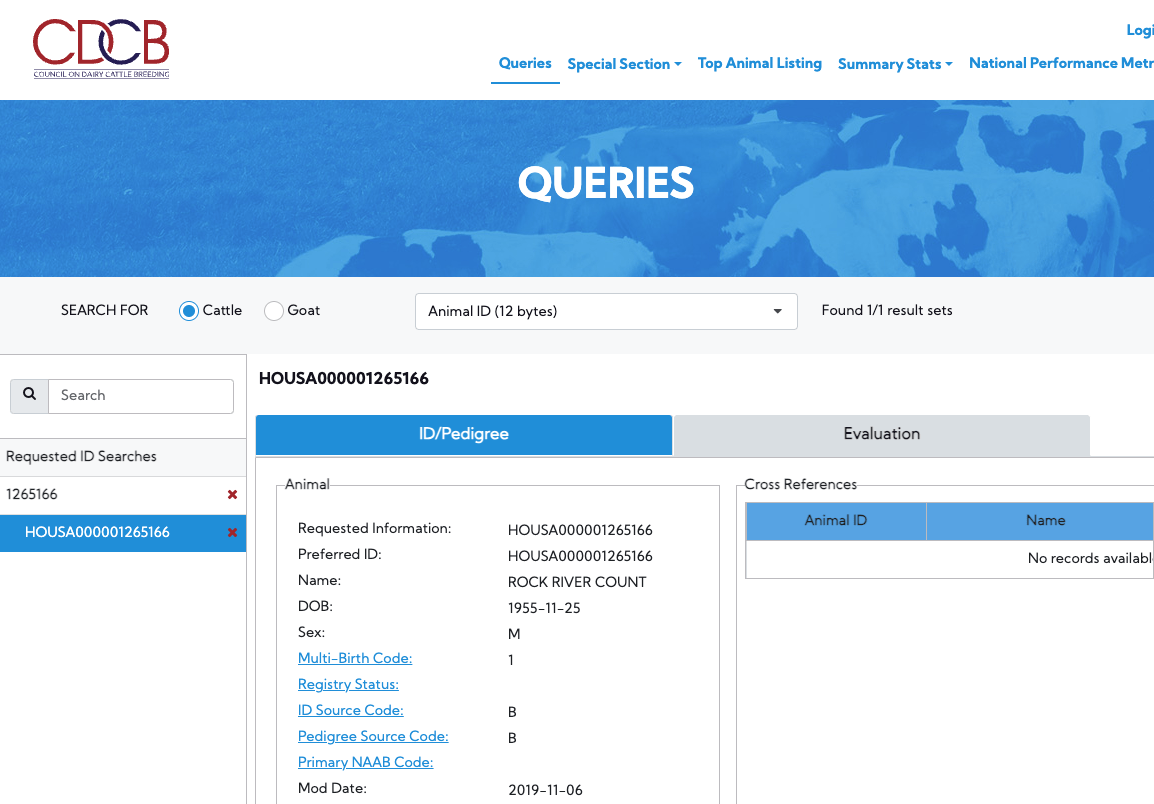 CDCB
COUNCIL ON DAIRY CATTLE BREEDING
Queries Special Section Top Animal Listing Summary Stats National Performance Metr
Logi
QUERIES
SEARCH FOR Cattle Goat Animal ID (12 bytes) Found 1/1 result sets
Search
Requested ID Searches
1265166
HOUSA000001265166
HOUSA000001265166
ID/Pedigree Evaluation
Animal
Requested Information: HOUSA000001265166
Preferred ID: HOUSA000001265166
Name: ROCK RIVER COUNT
DOB: 1955-11-25
Sex: M
Multi-Birth Code: 1
Registry Status:
ID Source Code: B
Pedigree Source Code: B
Primary NAAB Code:
Mod Date: 2019-11-06
Cross References
Animal ID Name
No records availabl